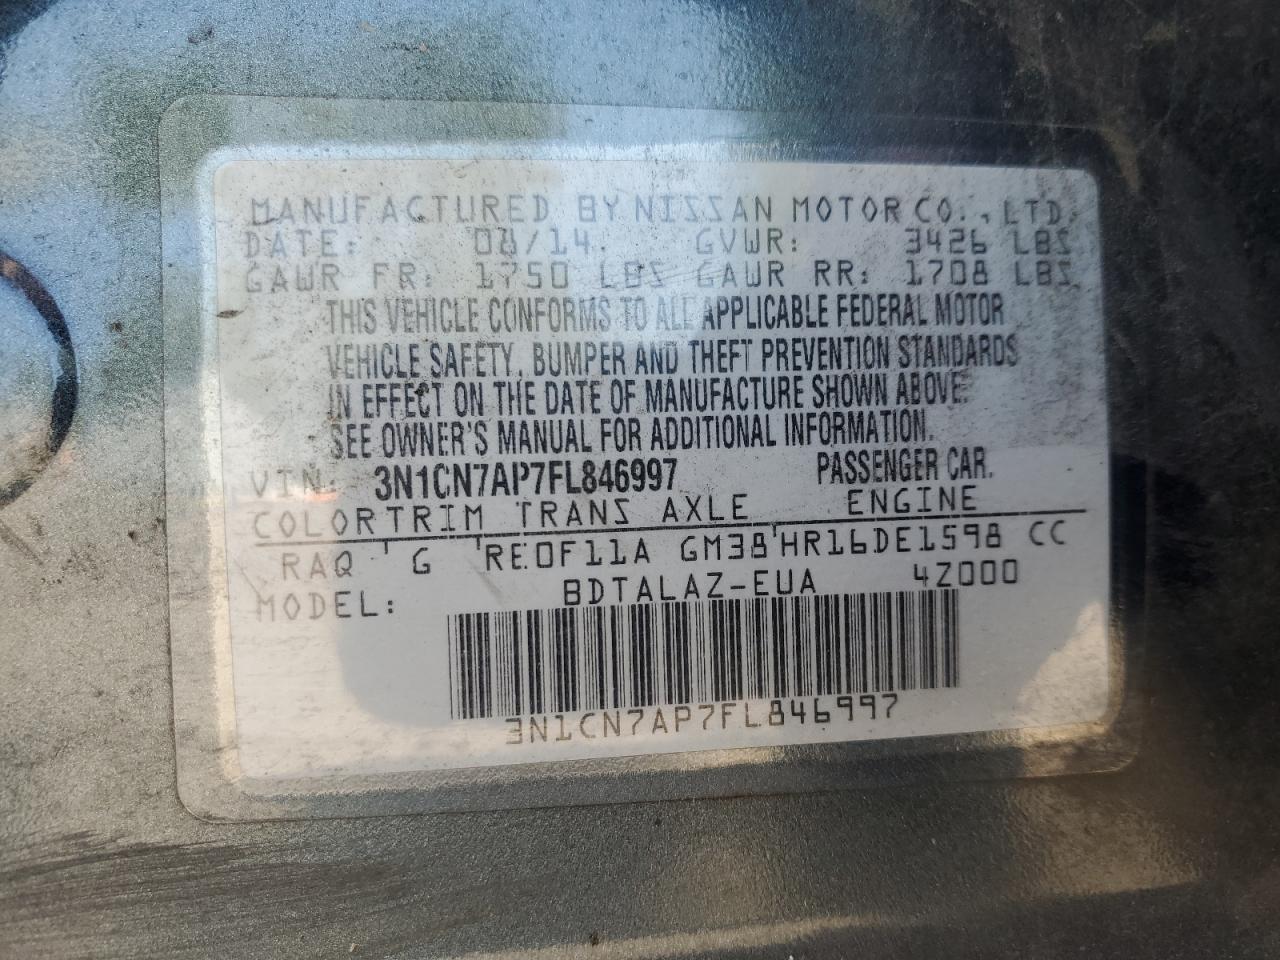 MANUFACTURED BY NISSAN MOTOR CO., LTD.
DATE: 08/14 GVWR: 3426 LBS
GAWR FR: 1750 LBS GAWR RR: 1708 LBS
THIS VEHICLE CONFORMS TO ALL APPLICABLE FEDERAL MOTOR
VEHICLE SAFETY, BUMPER AND THEFT PREVENTION STANDARDS
IN EFFECT ON THE DATE OF MANUFACTURE SHOWN ABOVE.
SEE OWNER'S MANUAL FOR ADDITIONAL INFORMATION.
VIN: 3N1CN7AP7FL846997 PASSENGER CAR.
COLOR TRIM TRANS AXLE ENGINE
RAQ ' G ' RE0F11A GM38 ' HR16DE1598 CC
MODEL: BDTALAZ-EUA 4Z000
3N1CN7AP7FL846997